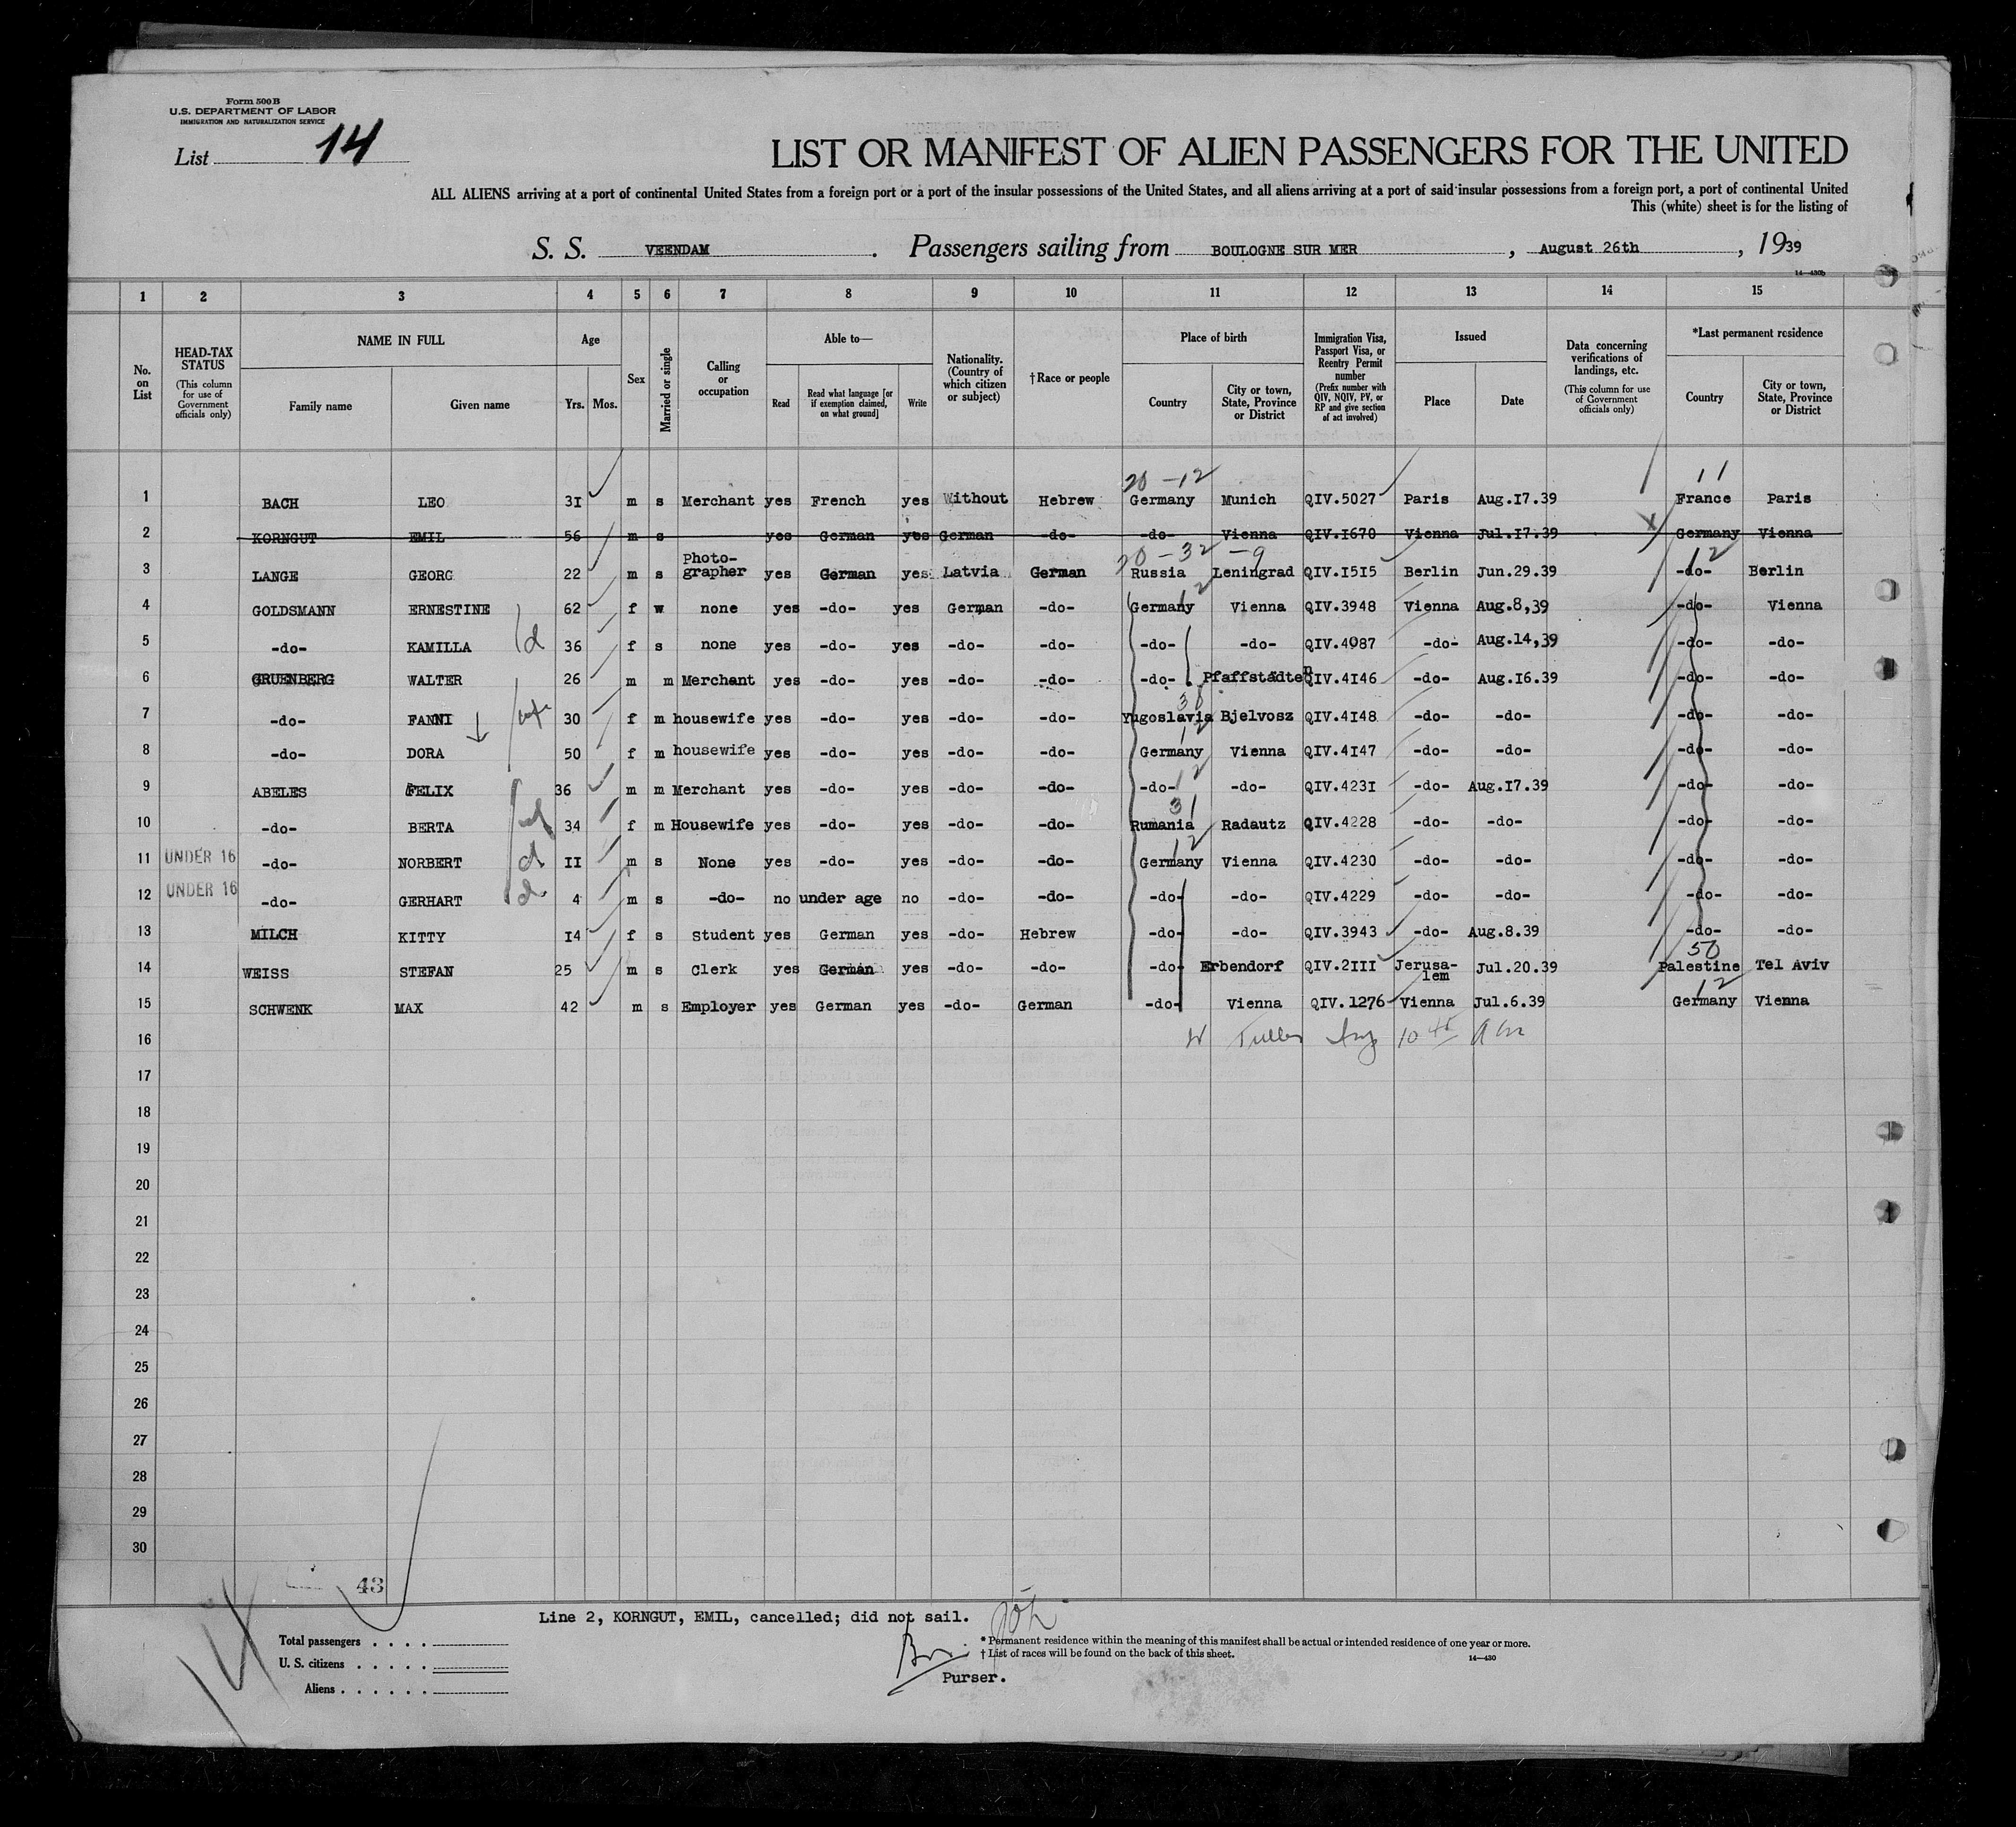 Form 500 B
U.S. DEPARTMENT OF LABOR
IMMIGRATION AND NATURALIZATION SERVICE
List 14
LIST OR MANIFEST OF ALIEN PASSENGERS FOR THE UNITED
ALL ALIENS arriving at a port of continental United States from a foreign port or a port of the insular possessions of the United States, and all aliens arriving at a port of said insular possessions from a foreign port, a port of continental United
This (white) sheet is for the listing of
S. S. VEENDAM . Passengers sailing from BOULOGNE SUR MER , August 26th , 1939
14—430b
1 2 3 4 5 6 7 8 9 10 11 12 13 14 15
No. on List
HEAD-TAX STATUS (This column for use of Government officials only)
NAME IN FULL
Family name Given name
Age
Yrs. Mos.
Sex
Married or single
Calling or occupation
Able to—
Read Read what language [or if exemption claimed, on what ground] Write
Nationality. (Country of which citizen or subject)
†Race or people
Place of birth
Country City or town, State, Province or District
Immigration Visa, Passport Visa, or Reentry Permit number (Prefix number with QIV, NQIV, PV, or RP and give section of act involved)
Issued
Place Date
Data concerning verifications of landings, etc. (This column for use of Government officials only)
*Last permanent residence
Country City or town, State, Province or District
20 - 12 11
1 BACH LEO 31 m s Merchant yes French yes Without Hebrew Germany Munich QIV.5027 Paris Aug.17.39 France Paris
2 KORNGUT EMIL 56 m s yes German yes German -do- -do- Vienna QIV.1670 Vienna Jul.17.39 X Germany Vienna
20 - 32 - 9 12
3 LANGE GEORG 22 m s Photo-grapher yes German yes Latvia German Russia Leningrad QIV.1515 Berlin Jun.29.39 -do- Berlin
12
4 GOLDSMANN ERNESTINE 62 f w none yes -do- yes German -do- Germany Vienna QIV.3948 Vienna Aug.8,39 -do- Vienna
5 -do- KAMILLA d 36 f s none yes -do- yes -do- -do- -do- -do- QIV.4087 -do- Aug.14,39 -do- -do-
6 GRUENBERG WALTER 26 m m Merchant yes -do- yes -do- -do- -do- Pfaffstädten QIV.4146 -do- Aug.16.39 -do- -do-
30
7 -do- FANNI 30 f m housewife yes -do- yes -do- -do- Yugoslavia Bjelvosz QIV.4148 -do- -do- -do- -do-
12
8 -do- DORA 50 f m housewife yes -do- yes -do- -do- Germany Vienna QIV.4147 -do- -do- -do- -do-
12
9 ABELES FELIX 36 m m Merchant yes -do- yes -do- -do- -do- -do- QIV.4231 -do- Aug.17.39 -do- -do-
31
10 -do- BERTA 34 f m Housewife yes -do- yes -do- -do- Rumania Radautz QIV.4228 -do- -do- -do- -do-
12
11 UNDER 16 -do- NORBERT d 11 m s None yes -do- yes -do- -do- Germany Vienna QIV.4230 -do- -do- -do- -do-
12 UNDER 16 -do- GERHART d 4 m s -do- no under age no -do- -do- -do- -do- QIV.4229 -do- -do- -do- -do-
13 MILCH KITTY 14 f s Student yes German yes -do- Hebrew -do- -do- QIV.3943 -do- Aug.8.39 -do- -do-
50
14 WEISS STEFAN 25 m s Clerk yes German yes -do- -do- -do- Erbendorf QIV.2111 Jerusa-lem Jul.20.39 Palestine Tel Aviv
12
15 SCHWENK MAX 42 m s Employer yes German yes -do- German -do- Vienna QIV.1276 Vienna Jul.6.39 Germany Vienna
16
17
18
19
20
21
22
23
24
25
26
27
28
29
30
43
14
Line 2, KORNGUT, EMIL, cancelled; did not sail.
Total passengers
U. S. citizens
Aliens
Purser.
* Permanent residence within the meaning of this manifest shall be actual or intended residence of one year or more.
† List of races will be found on the back of this sheet.
14—430